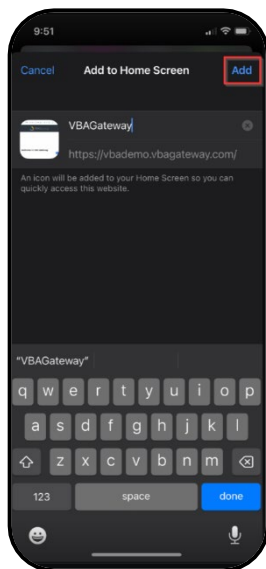 9:51
Cancel Add to Home Screen Add
VBAGateway
https://vbademo.vbagateway.com/
An icon will be added to your Home Screen so you can
quickly access this website.
“VBAGateway”
q w e r t y u i o p
a s d f g h j k l
z x c v b n m
123 space done